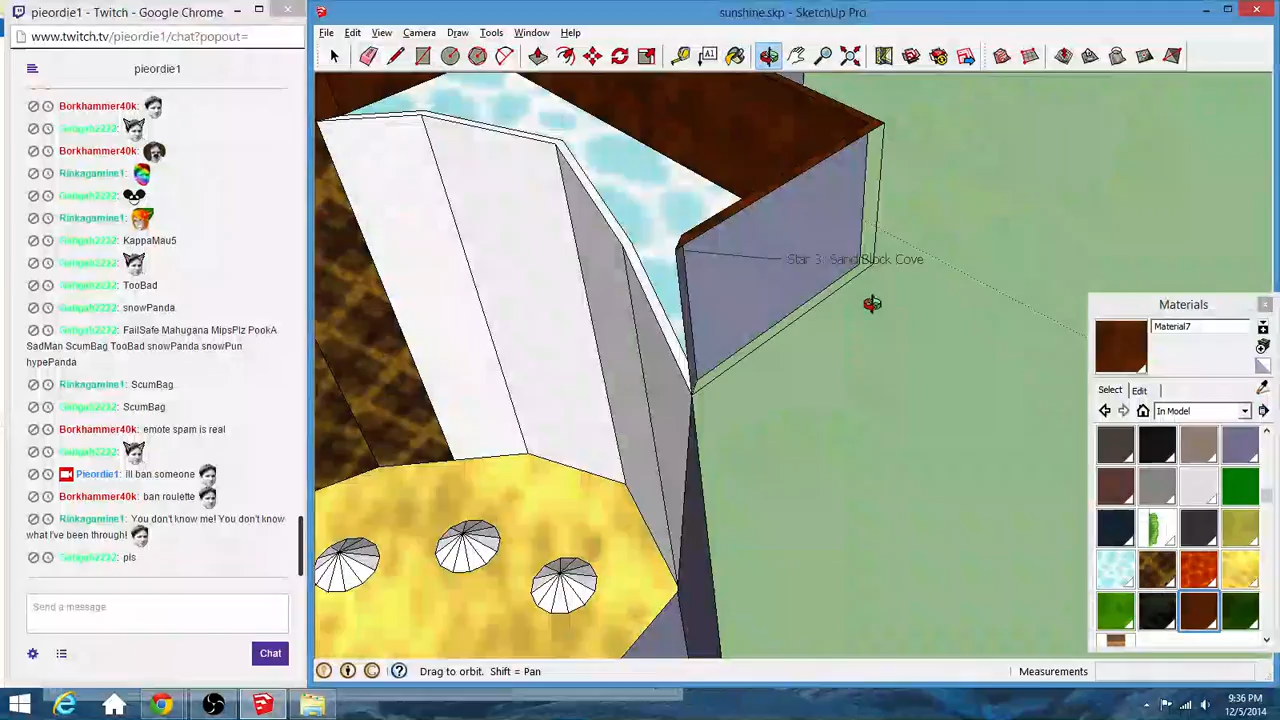 pieordie1 - Twitch - Google Chrome
www.twitch.tv/pieordie1/chat?popout=
pieordie1
Borkhammer40k:
Borkhammer40k:
Rinkagamine1:
Rinkagamine1:
KappaMau5
TooBad
snowPanda
FailSafe Mahugana MipsPlz PookA
SadMan ScumBag TooBad snowPanda snowPun
hypePanda
Rinkagamine1: ScumBag
ScumBag
Borkhammer40k: emote spam is real
Pieordie1: Ill ban someone
Borkhammer40k: ban roulette
Rinkagamine1: You don't know me! You don't know
what I've been through!
pls
Send a message
Chat
sunshine.skp - SketchUp Pro
File Edit View Camera Draw Tools Window Help
A1
Star 3 Sand Block Cove
Materials
Material7
Select Edit
In Model
Drag to orbit. Shift = Pan
Measurements
9:36 PM
12/5/2014